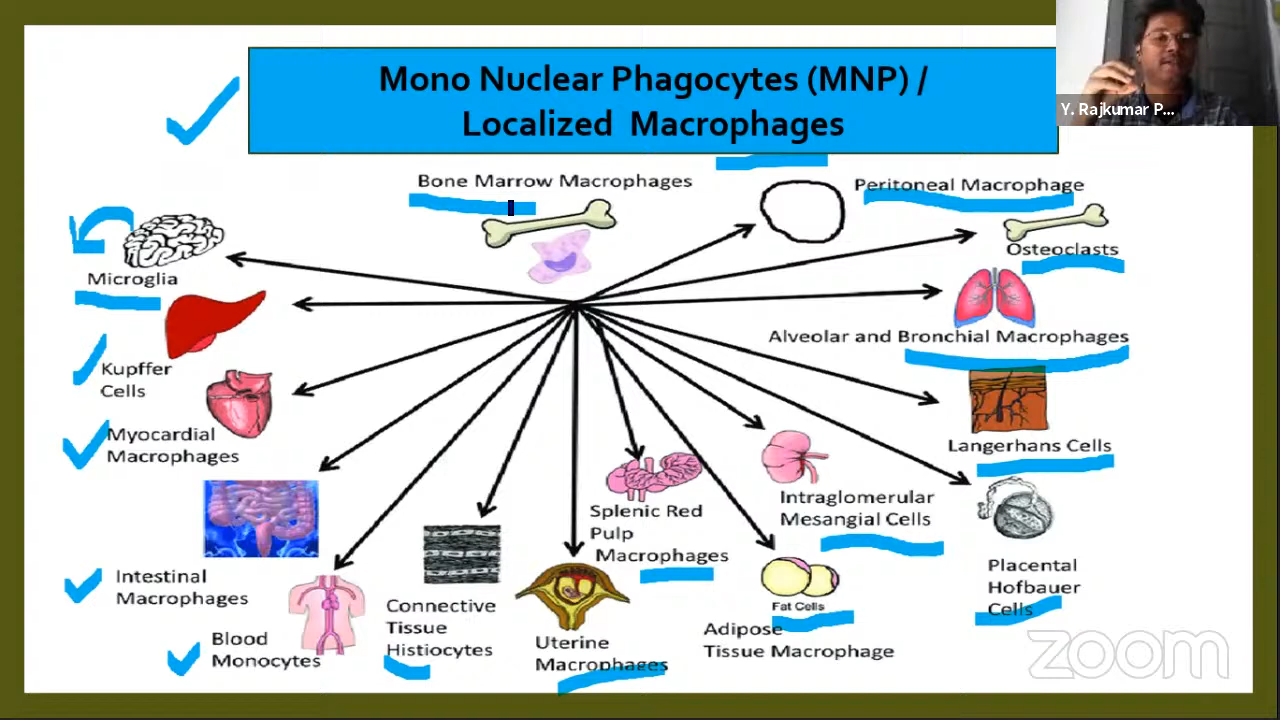 Mono Nuclear Phagocytes (MNP) /
Localized Macrophages
Y. Rajkumar P...
Bone Marrow Macrophages
Peritoneal Macrophage
Osteoclasts
Microglia
Alveolar and Bronchial Macrophages
Kupffer
Cells
Myocardial
Macrophages
Langerhans Cells
Intraglomerular
Mesangial Cells
Splenic Red
Pulp
Macrophages
Placental
Hofbauer
Cells
Intestinal
Macrophages
Connective
Tissue
Histiocytes
Fat Cells
Adipose
Tissue Macrophage
Blood
Monocytes
Uterine
Macrophages
zoom